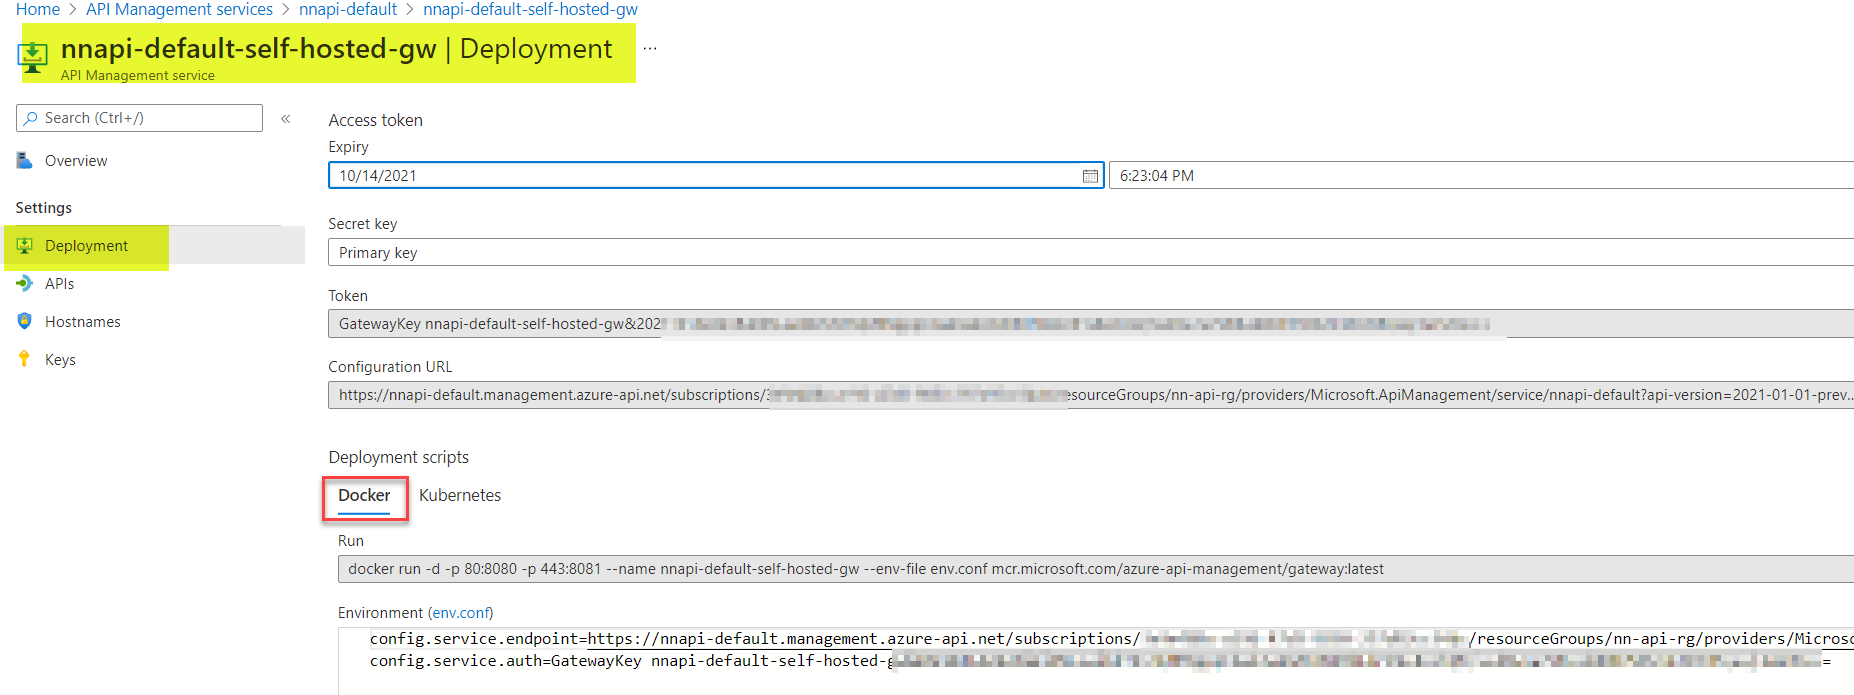 Home > API Management services > nnapi-default > nnapi-default-self-hosted-gw
nnapi-default-self-hosted-gw | Deployment ...
API Management service
Search (Ctrl+/) «
Overview
Settings
Deployment
APIs
Hostnames
Keys
Access token
Expiry
10/14/2021 6:23:04 PM
Secret key
Primary key
Token
GatewayKey nnapi-default-self-hosted-gw&202
Configuration URL
https://nnapi-default.management.azure-api.net/subscriptions/ esourceGroups/nn-api-rg/providers/Microsoft.ApiManagement/service/nnapi-default?api-version=2021-01-01-prev...
Deployment scripts
Docker Kubernetes
Run
docker run -d -p 80:8080 -p 443:8081 --name nnapi-default-self-hosted-gw --env-file env.conf mcr.microsoft.com/azure-api-management/gateway:latest
Environment (env.conf)
config.service.endpoint=https://nnapi-default.management.azure-api.net/subscriptions/ /resourceGroups/nn-api-rg/providers/Microsc
config.service.auth=GatewayKey nnapi-default-self-hosted-g =